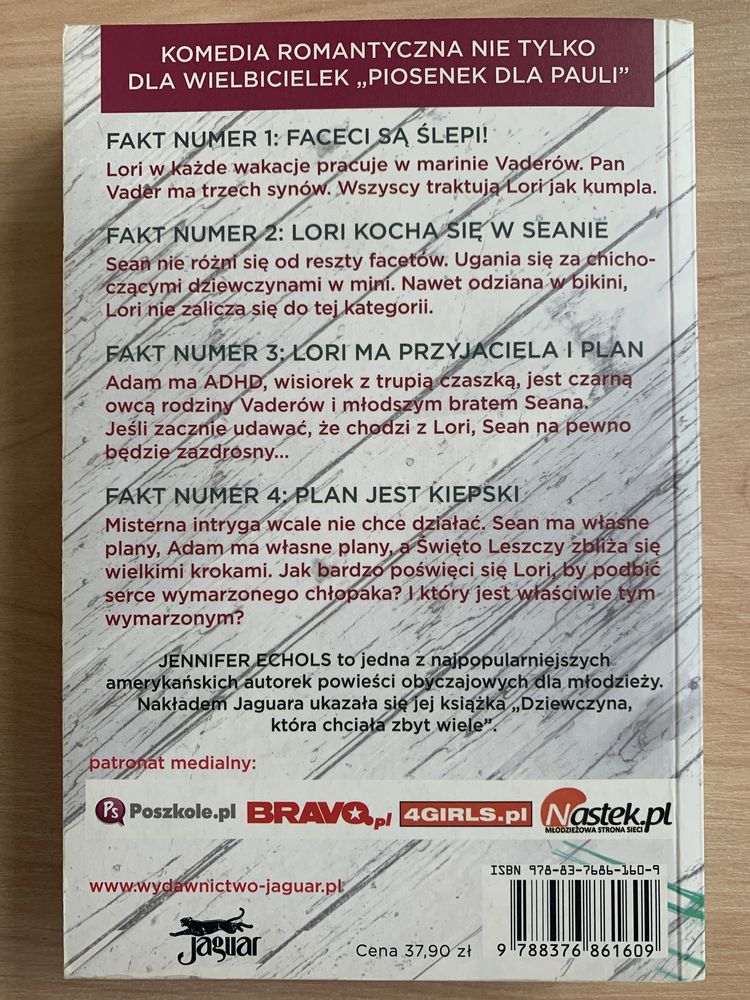 KOMEDIA ROMANTYCZNA NIE TYLKO
DLA WIELBICIELEK „PIOSENEK DLA PAULI”
FAKT NUMER 1: FACECI SĄ ŚLEPI!
Lori w każde wakacje pracuje w marinie Vaderów. Pan
Vader ma trzech synów. Wszyscy traktują Lori jak kumpla.
FAKT NUMER 2: LORI KOCHA SIĘ W SEANIE
Sean nie różni się od reszty facetów. Ugania się za chicho-
czącymi dziewczynami w mini. Nawet odziana w bikini,
Lori nie zalicza się do tej kategorii.
FAKT NUMER 3: LORI MA PRZYJACIELA I PLAN
Adam ma ADHD, wisiorek z trupią czaszką, jest czarną
owcą rodziny Vaderów i młodszym bratem Seana.
Jeśli zacznie udawać, że chodzi z Lori, Sean na pewno
będzie zazdrosny...
FAKT NUMER 4: PLAN JEST KIEPSKI
Misterna intryga wcale nie chce działać. Sean ma własne
plany, Adam ma własne plany, a Święto Leszczy zbliża się
wielkimi krokami. Jak bardzo poświęci się Lori, by podbić
serce wymarzonego chłopaka? I który jest właściwie tym
wymarzonym?
JENNIFER ECHOLS to jedna z najpopularniejszych
amerykańskich autorek powieści obyczajowych dla młodzieży.
Nakładem Jaguara ukazała się jej książka „Dziewczyna,
która chciała zbyt wiele”.
patronat medialny:
Ps Poszkole.pl BRAVO.pl 4GIRLS.pl Nastek.pl
MŁODZIEŻOWA STRONA SIECI
ISBN 978-83-7686-160-9
www.wydawnictwo-jaguar.pl
Jaguar
Cena 37,90 zł
9 788376 861609